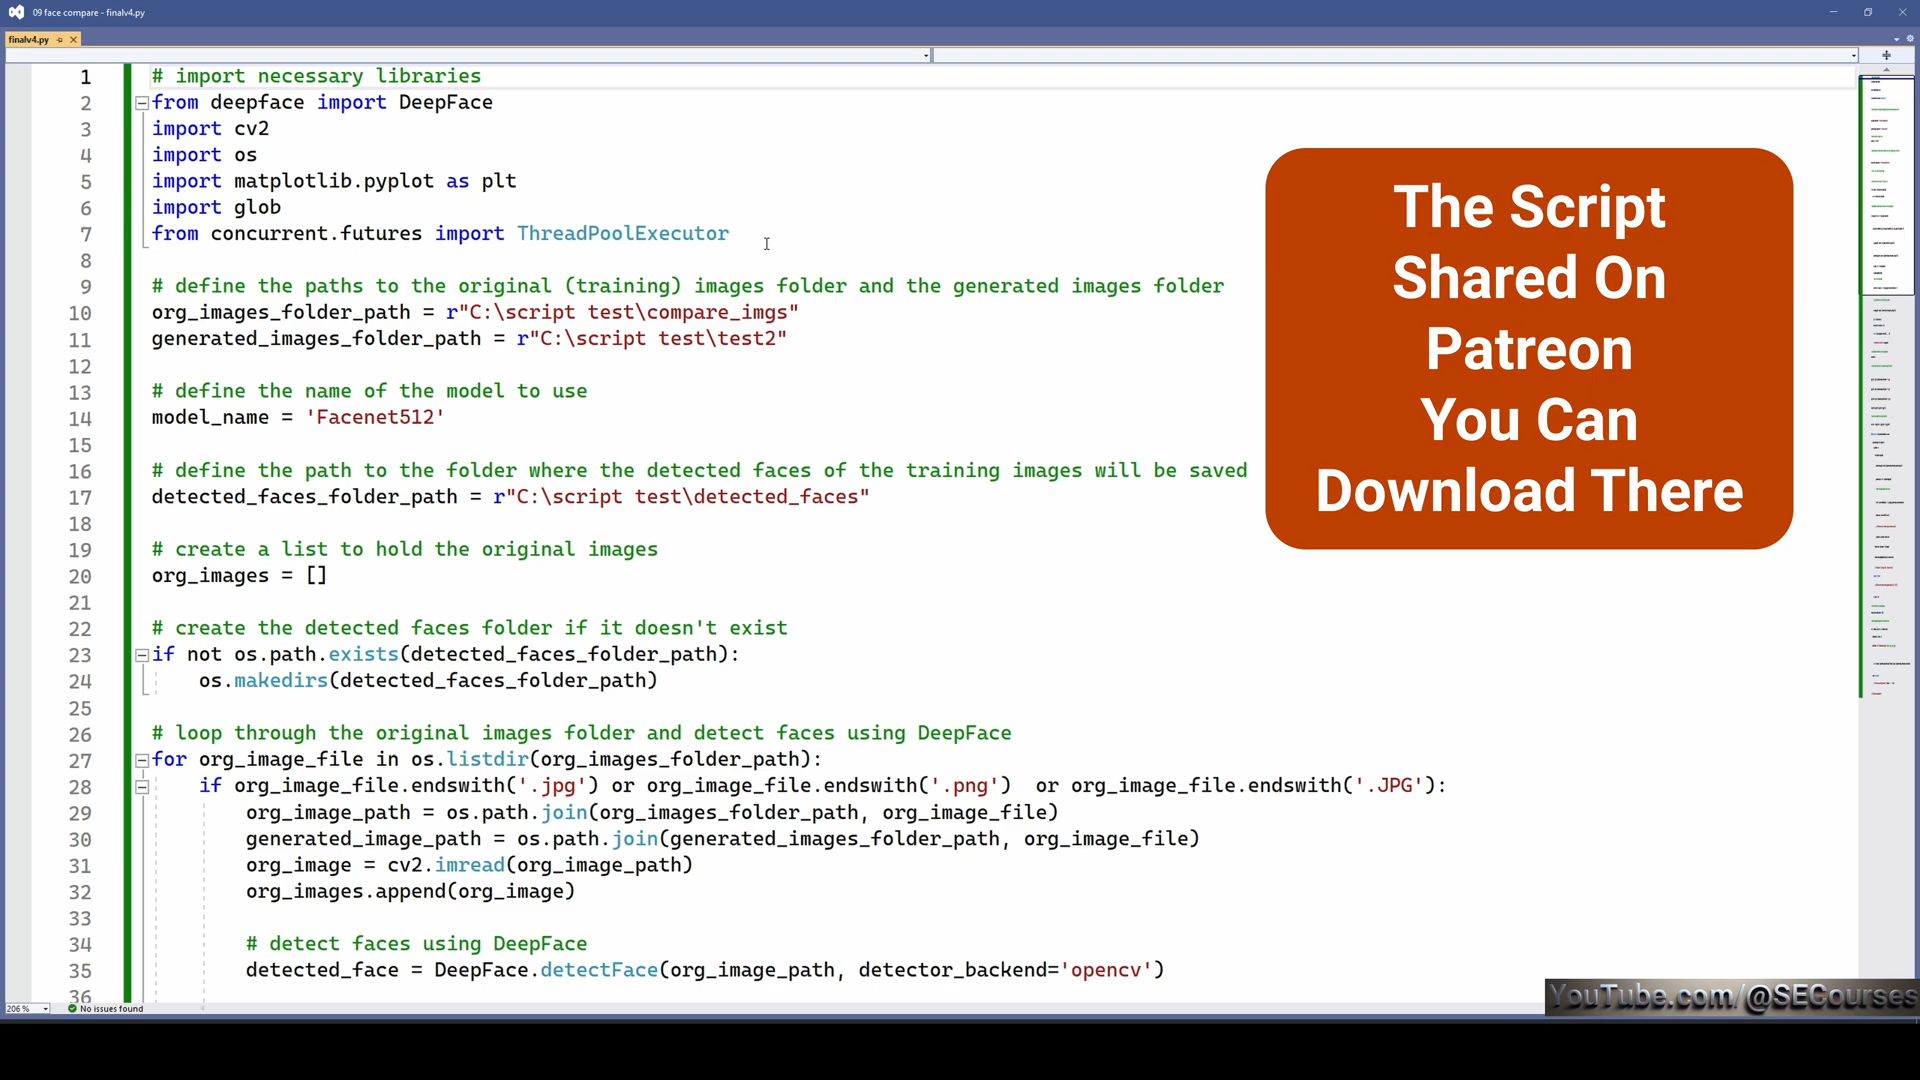 09 face compare - finalv4.py
finalv4.py
1 # import necessary libraries
2 from deepface import DeepFace
3 import cv2
4 import os
5 import matplotlib.pyplot as plt
6 import glob
7 from concurrent.futures import ThreadPoolExecutor
8
9 # define the paths to the original (training) images folder and the generated images folder
10 org_images_folder_path = r"C:\script test\compare_imgs"
11 generated_images_folder_path = r"C:\script test\test2"
12
13 # define the name of the model to use
14 model_name = 'Facenet512'
15
16 # define the path to the folder where the detected faces of the training images will be saved
17 detected_faces_folder_path = r"C:\script test\detected_faces"
18
19 # create a list to hold the original images
20 org_images = []
21
22 # create the detected faces folder if it doesn't exist
23 if not os.path.exists(detected_faces_folder_path):
24 os.makedirs(detected_faces_folder_path)
25
26 # loop through the original images folder and detect faces using DeepFace
27 for org_image_file in os.listdir(org_images_folder_path):
28 if org_image_file.endswith('.jpg') or org_image_file.endswith('.png')  or org_image_file.endswith('.JPG'):
29 org_image_path = os.path.join(org_images_folder_path, org_image_file)
30 generated_image_path = os.path.join(generated_images_folder_path, org_image_file)
31 org_image = cv2.imread(org_image_path)
32 org_images.append(org_image)
33
34 # detect faces using DeepFace
35 detected_face = DeepFace.detectFace(org_image_path, detector_backend='opencv')
36
The Script
Shared On
Patreon
You Can
Download There
206 %
No issues found
YouTube.com/@SECourses